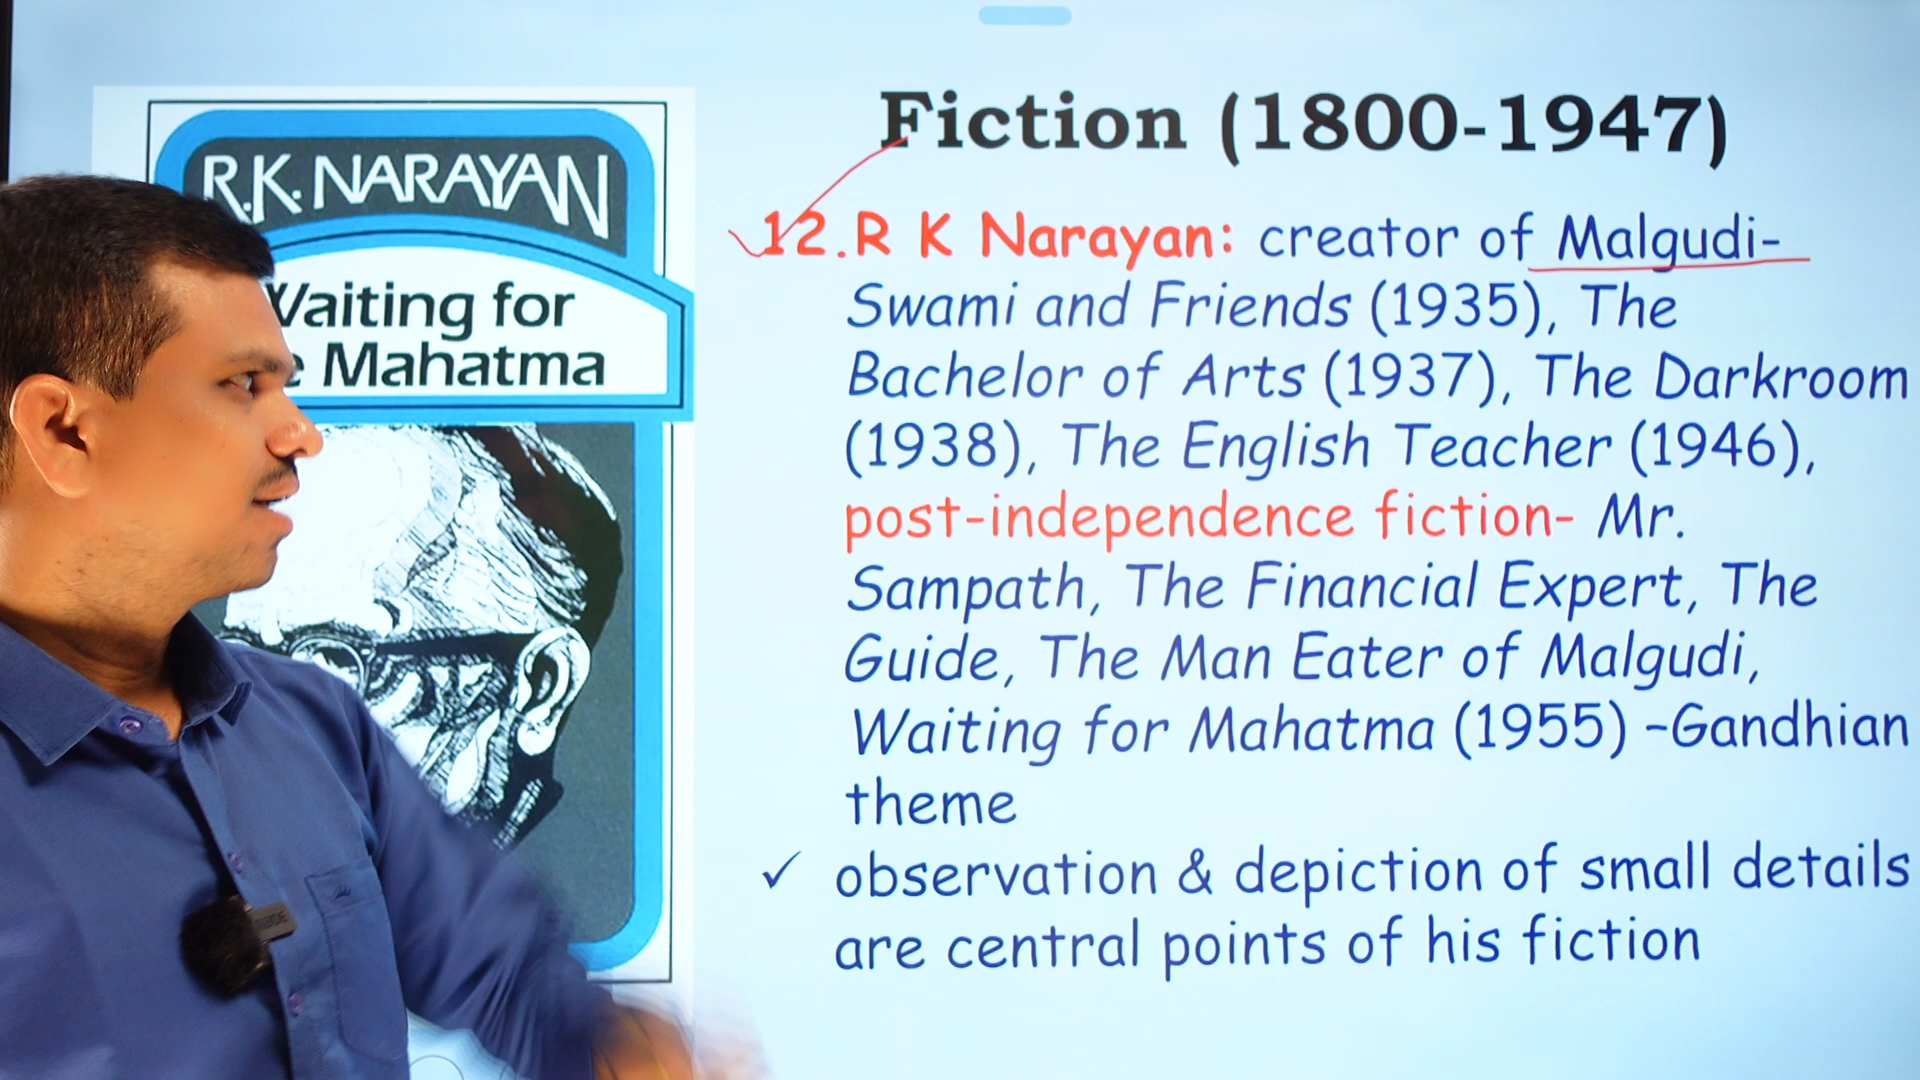 Fiction (1800-1947)
R.K. NARAYAN
Waiting for
Mahatma
12. R K Narayan: creator of Malgudi-
Swami and Friends (1935), The
Bachelor of Arts (1937), The Darkroom
(1938), The English Teacher (1946),
post-independence fiction- Mr.
Sampath, The Financial Expert, The
Guide, The Man Eater of Malgudi,
Waiting for Mahatma (1955) -Gandhian
theme
✓ observation & depiction of small details
are central points of his fiction